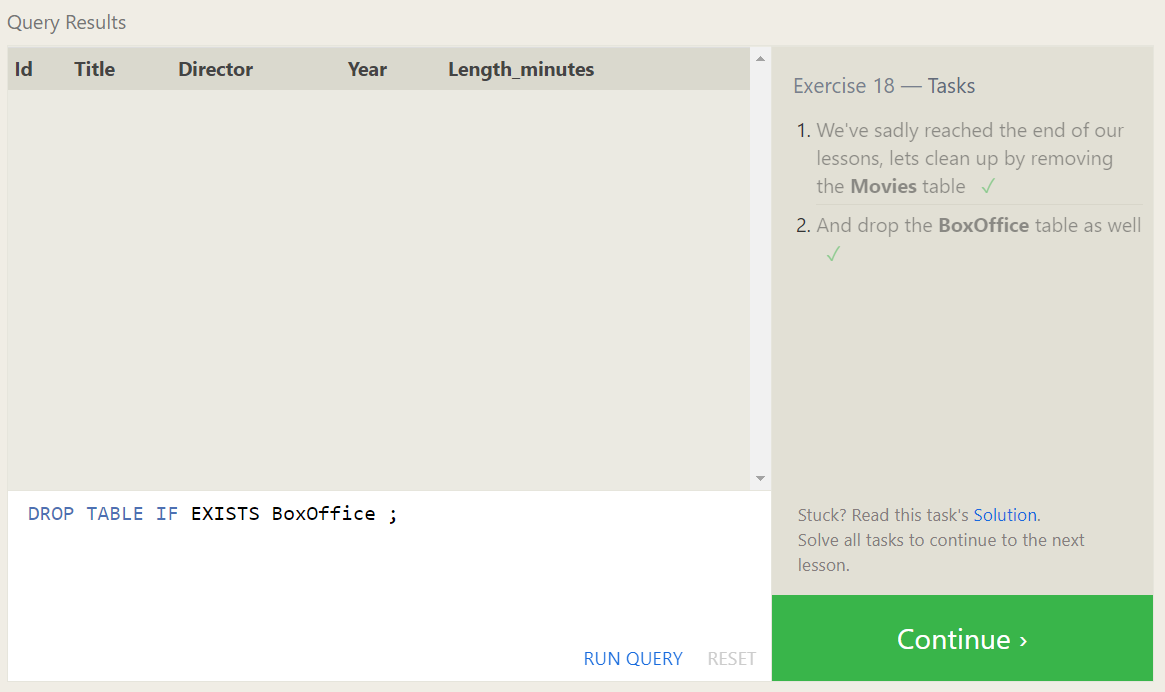 Query Results
Id Title Director Year Length_minutes
DROP TABLE IF EXISTS BoxOffice ;
RUN QUERY RESET
Exercise 18 — Tasks
1. We've sadly reached the end of our
lessons, lets clean up by removing
the Movies table ✓
2. And drop the BoxOffice table as well
✓
Stuck? Read this task's Solution.
Solve all tasks to continue to the next
lesson.
Continue ›